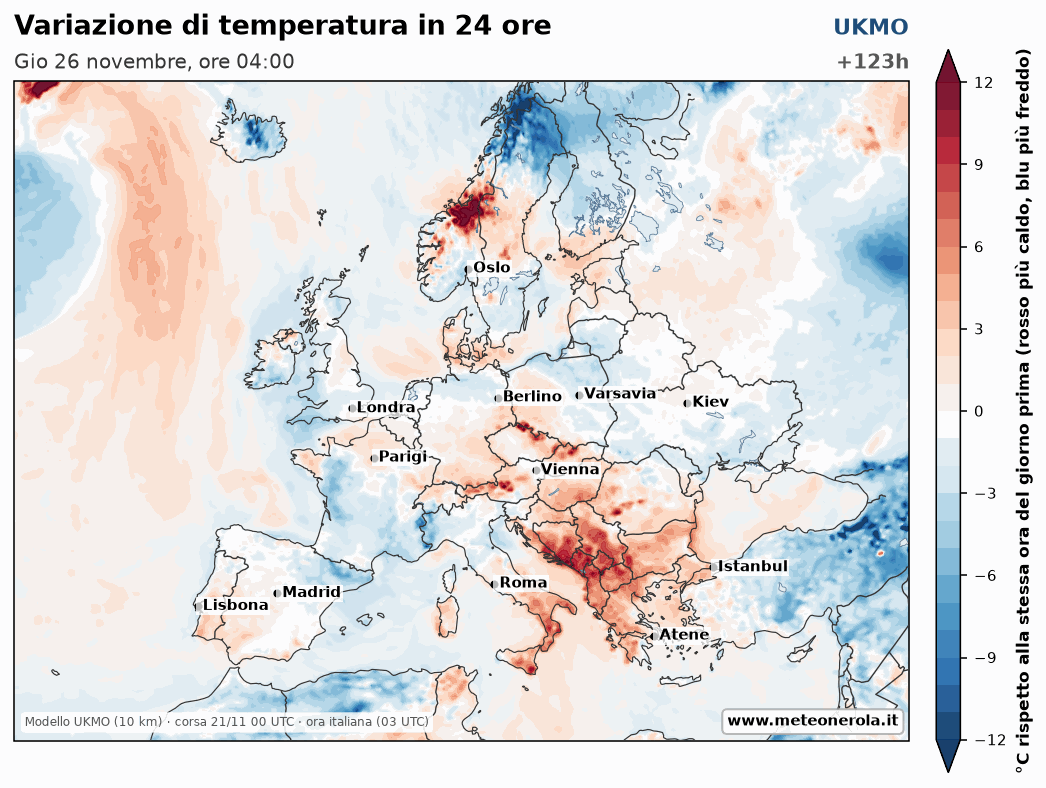 Variazione di temperatura in 24 ore
UKMO
Gio 26 novembre, ore 04:00
+123h
Oslo
Londra
Berlino
Varsavia
Kiev
Parigi
Vienna
Istanbul
Roma
Madrid
Lisbona
Atene
Modello UKMO (10 km) · corsa 21/11 00 UTC · ora italiana (03 UTC)
www.meteonerola.it
12
9
6
3
0
−3
−6
−9
−12
°C rispetto alla stessa ora del giorno prima (rosso più caldo, blu più freddo)